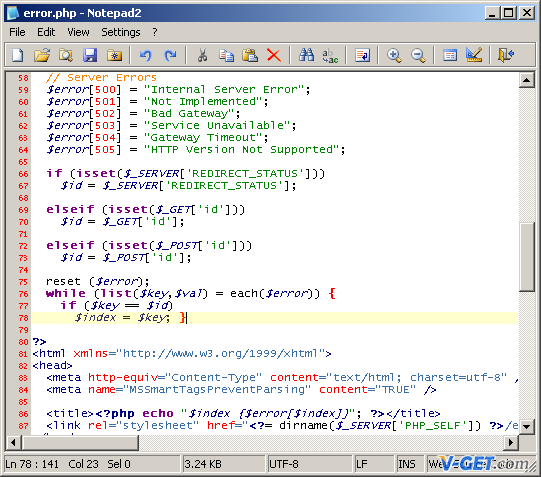 error.php - Notepad2
File Edit View Settings ?
58 // Server Errors
59 $error[500] = "Internal Server Error";
60 $error[501] = "Not Implemented";
61 $error[502] = "Bad Gateway";
62 $error[503] = "Service Unavailable";
63 $error[504] = "Gateway Timeout";
64 $error[505] = "HTTP Version Not Supported";
65
66 if (isset($_SERVER['REDIRECT_STATUS']))
67 $id = $_SERVER['REDIRECT_STATUS'];
68
69 elseif (isset($_GET['id']))
70 $id = $_GET['id'];
71
72 elseif (isset($_POST['id']))
73 $id = $_POST['id'];
74
75 reset ($error);
76 while (list($key,$val) = each($error)) {
77 if ($key == $id)
78 $index = $key; }
79
80 ?>
81 <html xmlns="http://www.w3.org/1999/xhtml">
82 <head>
83 <meta http-equiv="Content-Type" content="text/html; charset=utf-8" /
84 <meta name="MSSmartTagsPreventParsing" content="TRUE" />
85
86 <title><?php echo "$index {$error[$index]}"; ?></title>
87 <link rel="stylesheet" href="<?= dirname($_SERVER['PHP_SELF']) ?>/e
Ln 78 : 141 Col 23 Sel 0 3.24 KB UTF-8 LF INS
V-GET.com